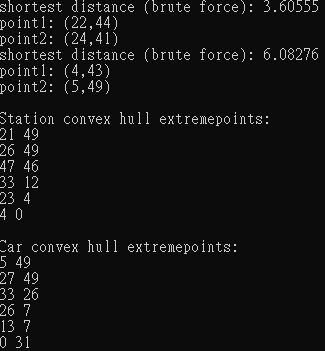 shortest distance (brute force): 3.60555
point1: (22,44)
point2: (24,41)
shortest distance (brute force): 6.08276
point1: (4,43)
point2: (5,49)
Station convex hull extremepoints:
21 49
26 49
47 46
33 12
23 4
4 0
Car convex hull extremepoints:
5 49
27 49
33 26
26 7
13 7
0 31